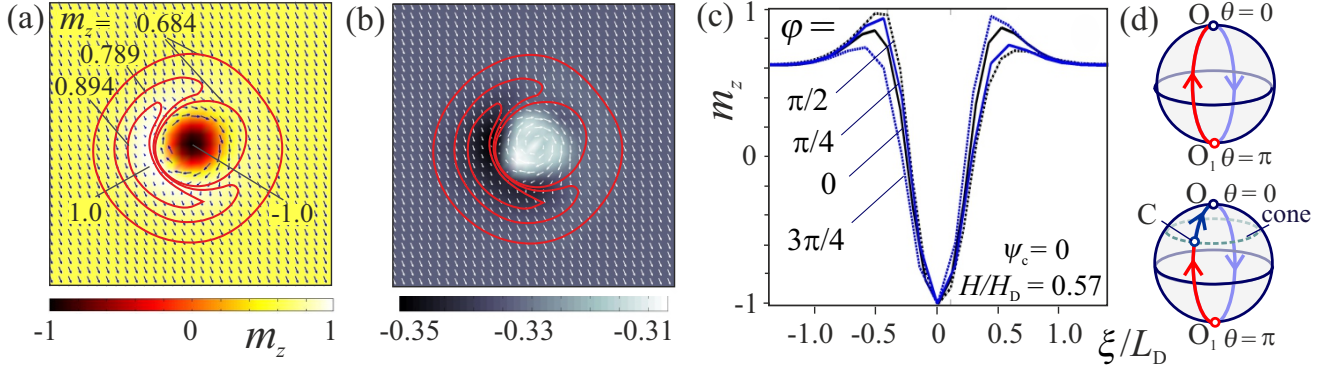 (a)
m_z=
0.684
0.789
0.894
1.0
-1.0
-1
0
1
m_z
(b)
-0.35
-0.33
-0.31
(c)
φ=
π/2
π/4
0
3π/4
ψ_c = 0
H/H_D = 0.57
m_z
1
0
-1
-1.0
-0.5
0
0.5
1.0
ξ/L_D
(d)
O θ = 0
O₁ θ = π
O θ = 0
C
cone
O₁ θ = π